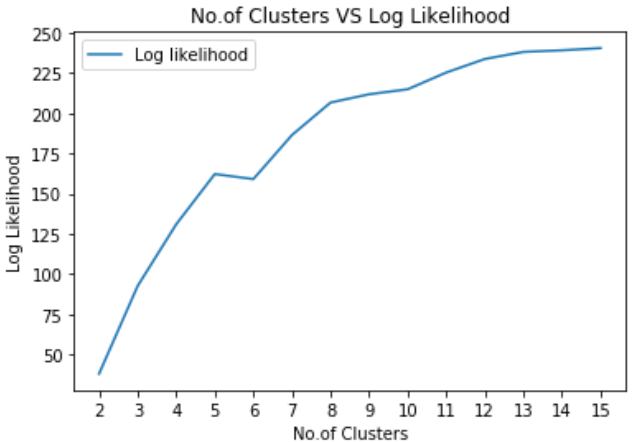 No.of Clusters VS Log Likelihood
Log likelihood
Log Likelihood
250
225
200
175
150
125
100
75
50
2 3 4 5 6 7 8 9 10 11 12 13 14 15
No.of Clusters